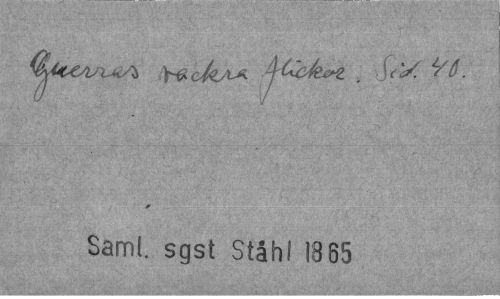 Guerras vackra flickor. Sid. 40.
Saml. sgst Ståhl 1865